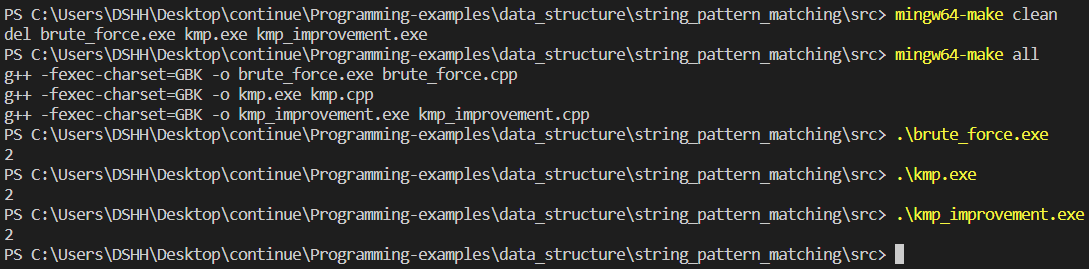 PS C:\Users\DSHH\Desktop\continue\Programming-examples\data_structure\string_pattern_matching\src> mingw64-make clean
del brute_force.exe kmp.exe kmp_improvement.exe
PS C:\Users\DSHH\Desktop\continue\Programming-examples\data_structure\string_pattern_matching\src> mingw64-make all
g++ -fexec-charset=GBK -o brute_force.exe brute_force.cpp
g++ -fexec-charset=GBK -o kmp.exe kmp.cpp
g++ -fexec-charset=GBK -o kmp_improvement.exe kmp_improvement.cpp
PS C:\Users\DSHH\Desktop\continue\Programming-examples\data_structure\string_pattern_matching\src> .\brute_force.exe
2
PS C:\Users\DSHH\Desktop\continue\Programming-examples\data_structure\string_pattern_matching\src> .\kmp.exe
2
PS C:\Users\DSHH\Desktop\continue\Programming-examples\data_structure\string_pattern_matching\src> .\kmp_improvement.exe
2
PS C:\Users\DSHH\Desktop\continue\Programming-examples\data_structure\string_pattern_matching\src>